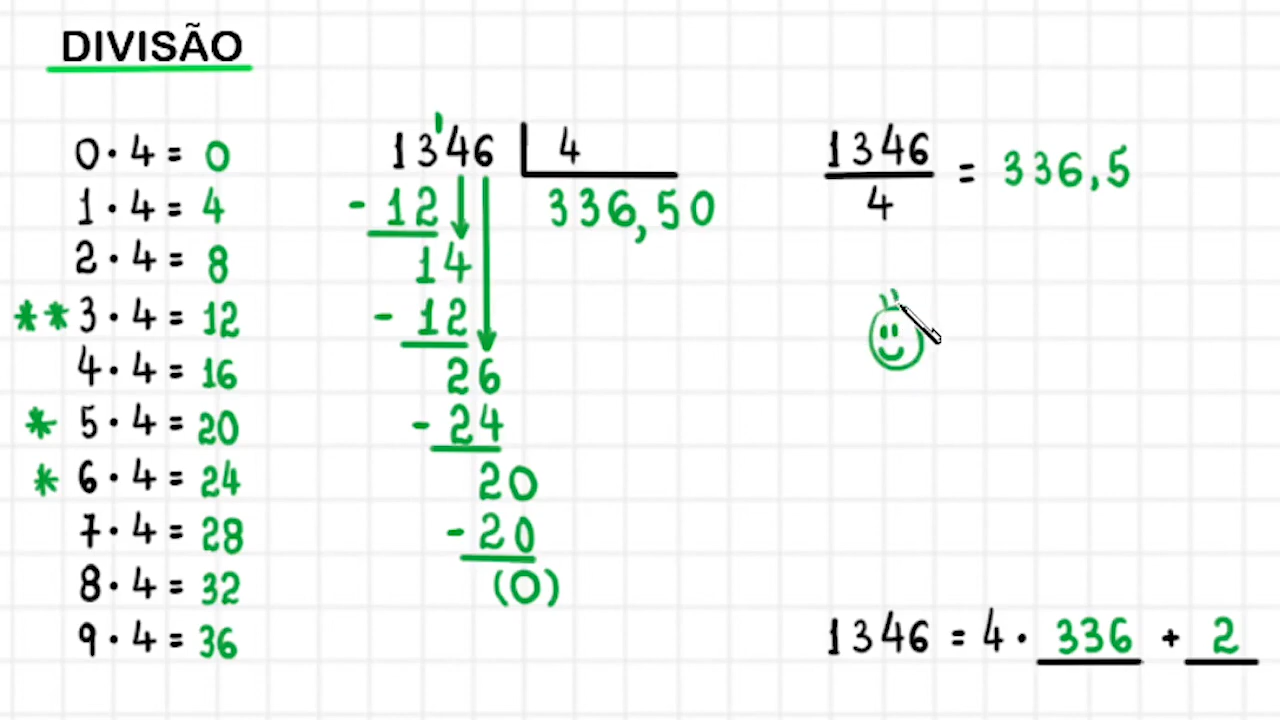 DIVISÃO
0 · 4 = 0
1 · 4 = 4
2 · 4 = 8
**3 · 4 = 12
4 · 4 = 16
* 5 · 4 = 20
* 6 · 4 = 24
7 · 4 = 28
8 · 4 = 32
9 · 4 = 36
13'46 4
- 12 336,50
14
- 12
26
- 24
20
- 20
(0)
1346
4
= 336,5
1346 = 4 · 336 + 2